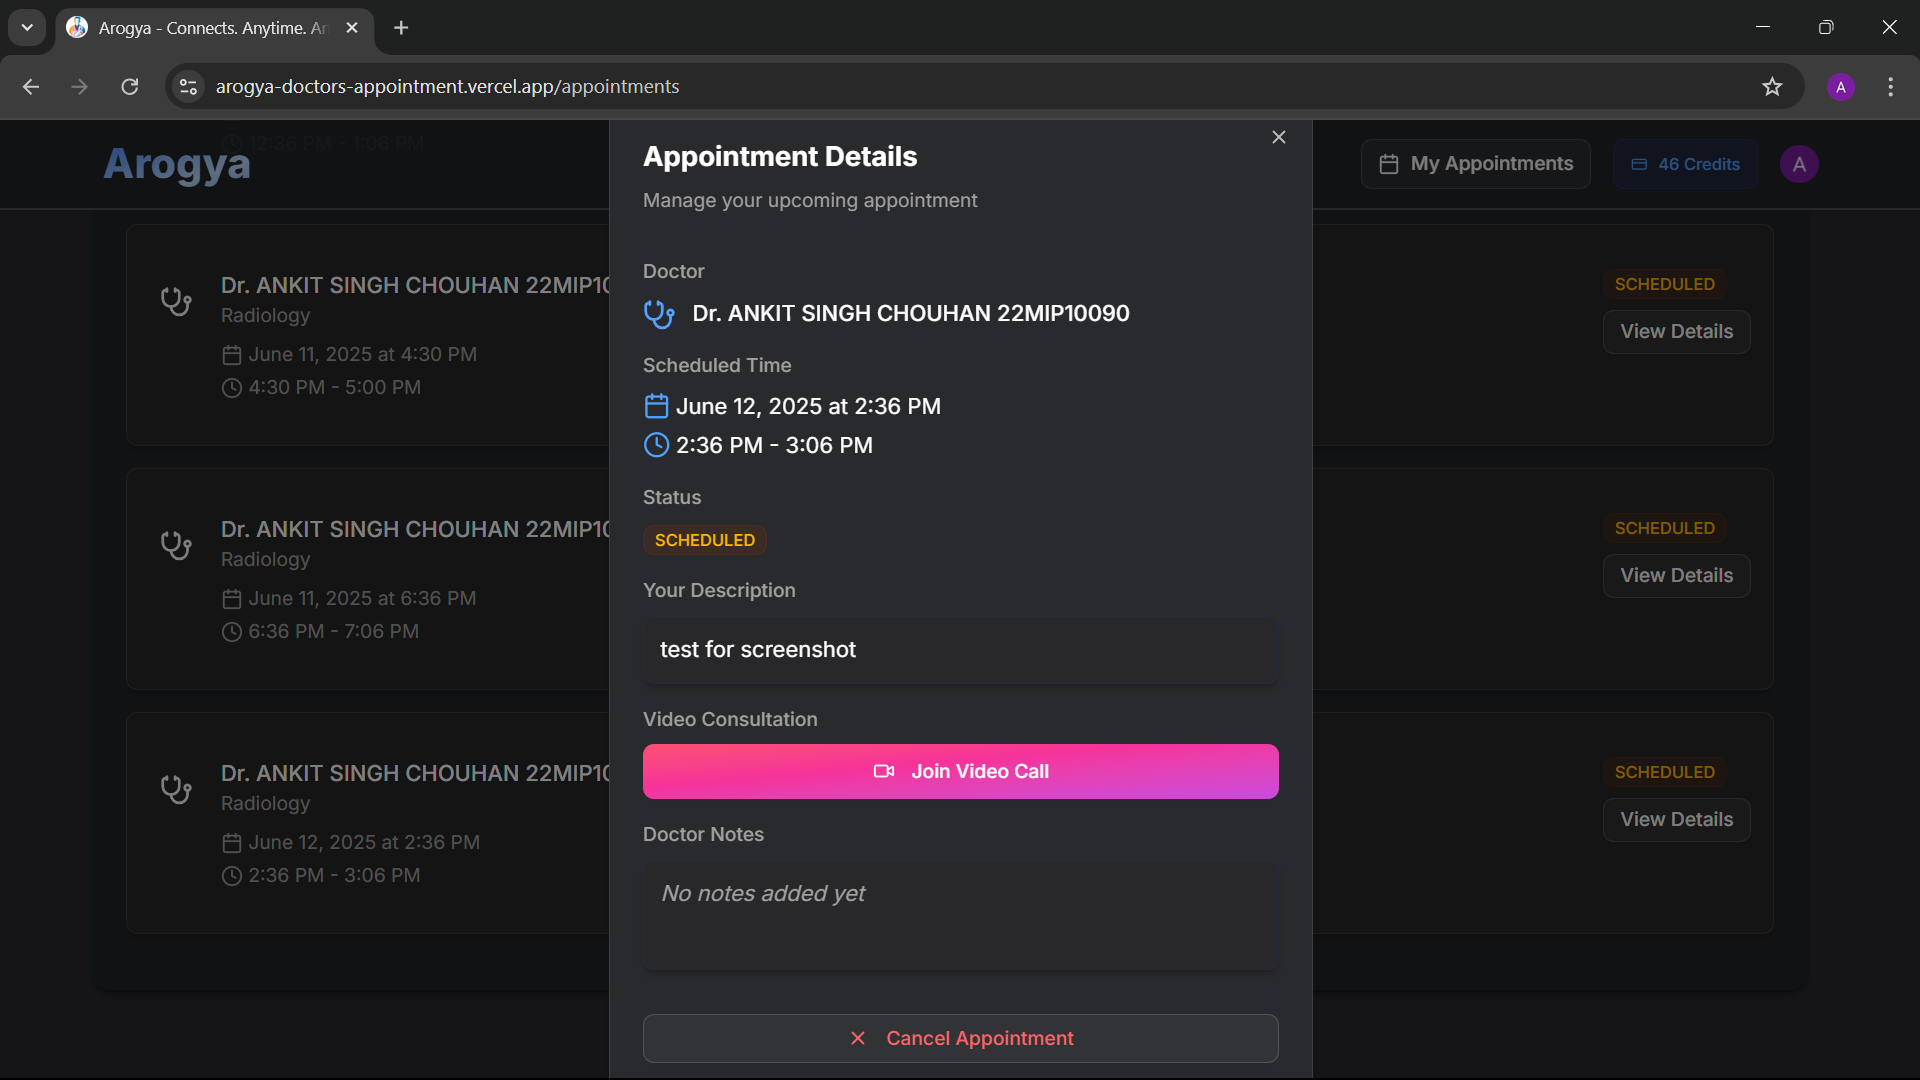 Arogya - Connects. Anytime. An
arogya-doctors-appointment.vercel.app/appointments
A
12:36 PM - 1:06 PM
Arogya
My Appointments
46 Credits
A
Dr. ANKIT SINGH CHOUHAN 22MIP10
Radiology
June 11, 2025 at 4:30 PM
4:30 PM - 5:00 PM
SCHEDULED
View Details
Dr. ANKIT SINGH CHOUHAN 22MIP10
Radiology
June 11, 2025 at 6:36 PM
6:36 PM - 7:06 PM
SCHEDULED
View Details
Dr. ANKIT SINGH CHOUHAN 22MIP10
Radiology
June 12, 2025 at 2:36 PM
2:36 PM - 3:06 PM
SCHEDULED
View Details
Appointment Details
Manage your upcoming appointment
Doctor
Dr. ANKIT SINGH CHOUHAN 22MIP10090
Scheduled Time
June 12, 2025 at 2:36 PM
2:36 PM - 3:06 PM
Status
SCHEDULED
Your Description
test for screenshot
Video Consultation
Join Video Call
Doctor Notes
No notes added yet
Cancel Appointment